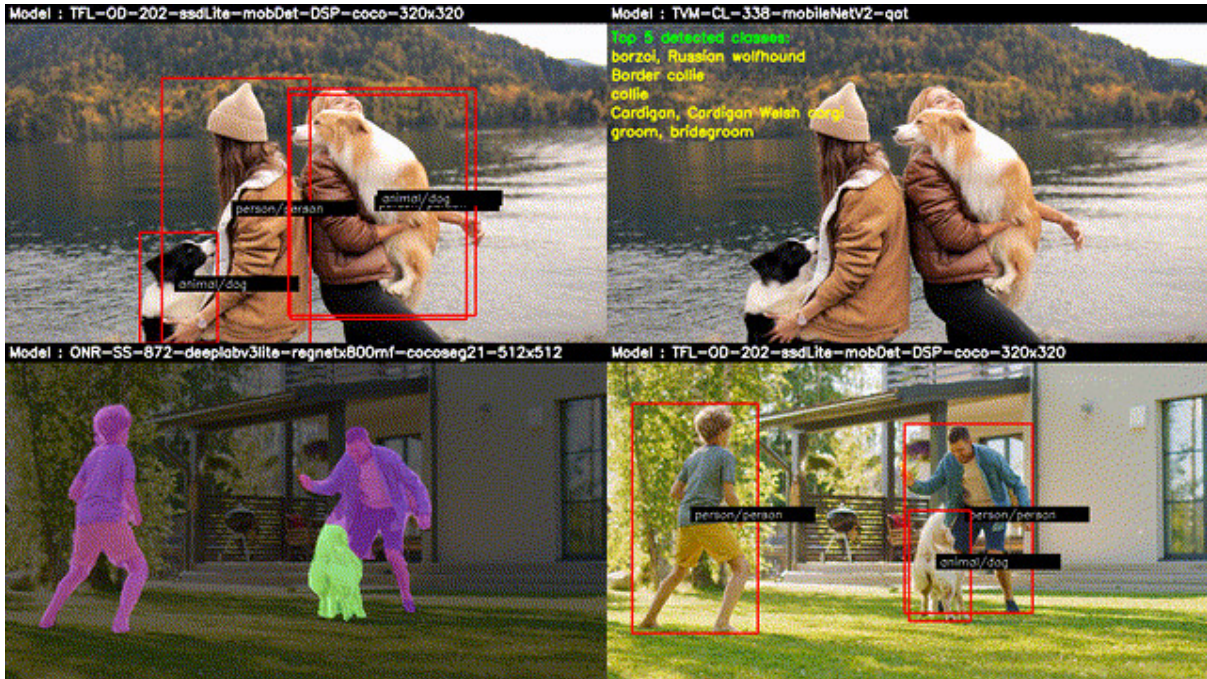 Model : TFL-OD-202-ssdLite-mobDet-DSP-coco-320x320
person/person
animal/dog
animal/dog
Model : TVM-CL-338-mobileNetV2-qat
Top 5 detected classes:
borzoi, Russian wolfhound
Border collie
collie
Cardigan, Cardigan Welsh corgi
groom, bridegroom
Model : ONR-SS-872-deeplabv3lite-regnetx800mf-cocoseg21-512x512
Model : TFL-OD-202-ssdLite-mobDet-DSP-coco-320x320
person/person
person/person
animal/dog